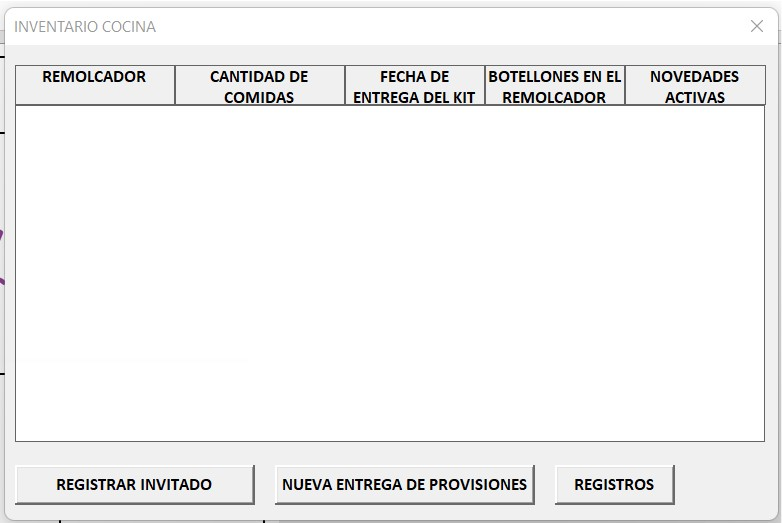 INVENTARIO COCINA
REMOLCADOR
CANTIDAD DE
COMIDAS
FECHA DE
ENTREGA DEL KIT
BOTELLONES EN EL
REMOLCADOR
NOVEDADES
ACTIVAS
REGISTRAR INVITADO
NUEVA ENTREGA DE PROVISIONES
REGISTROS